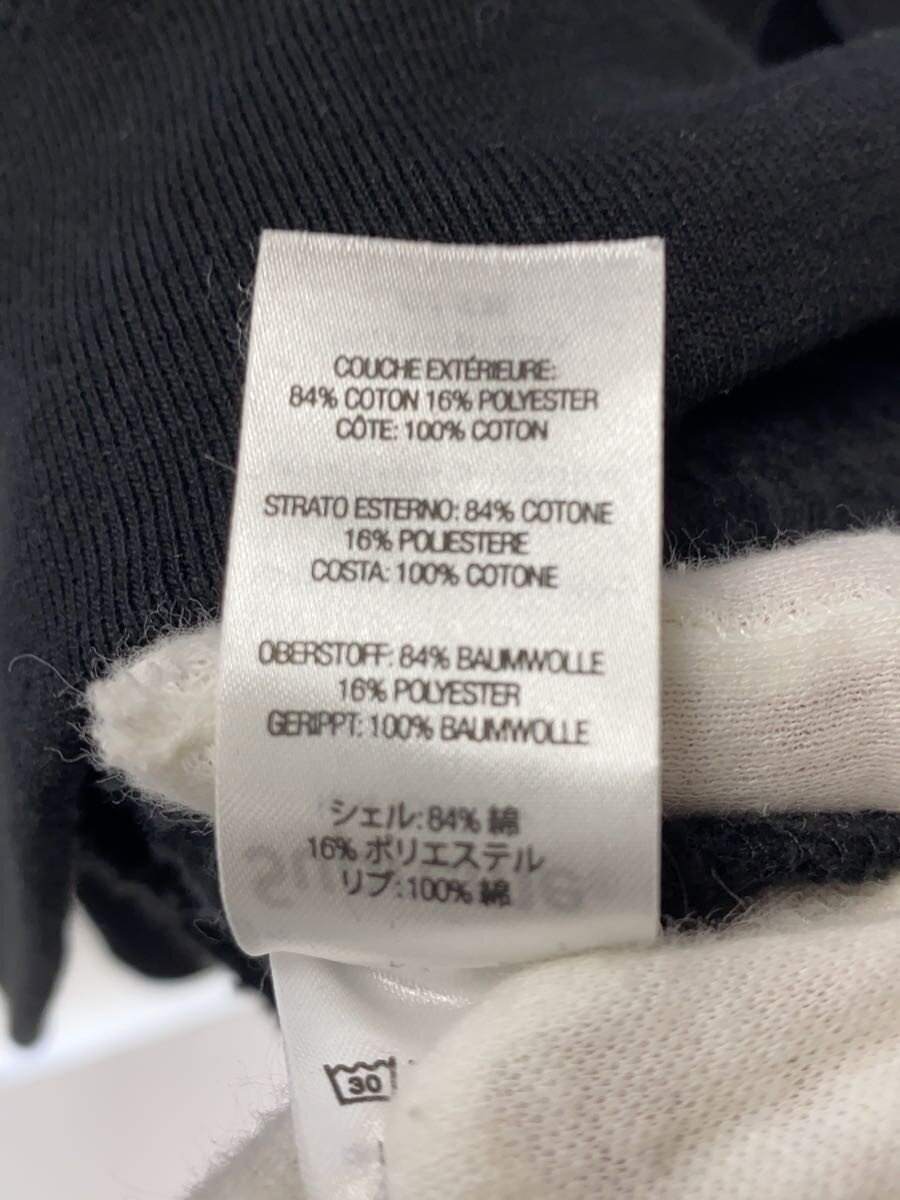 COUCHE EXTÉRIEURE:
84% COTON 16% POLYESTER
CÔTE: 100% COTON
STRATO ESTERNO: 84% COTONE
16% POLIESTERE
COSTA: 100% COTONE
OBERSTOFF: 84% BAUMWOLLE
16% POLYESTER
GERIPPT: 100% BAUMWOLLE
シェル: 84% 綿
16% ポリエステル
リブ: 100% 綿
30